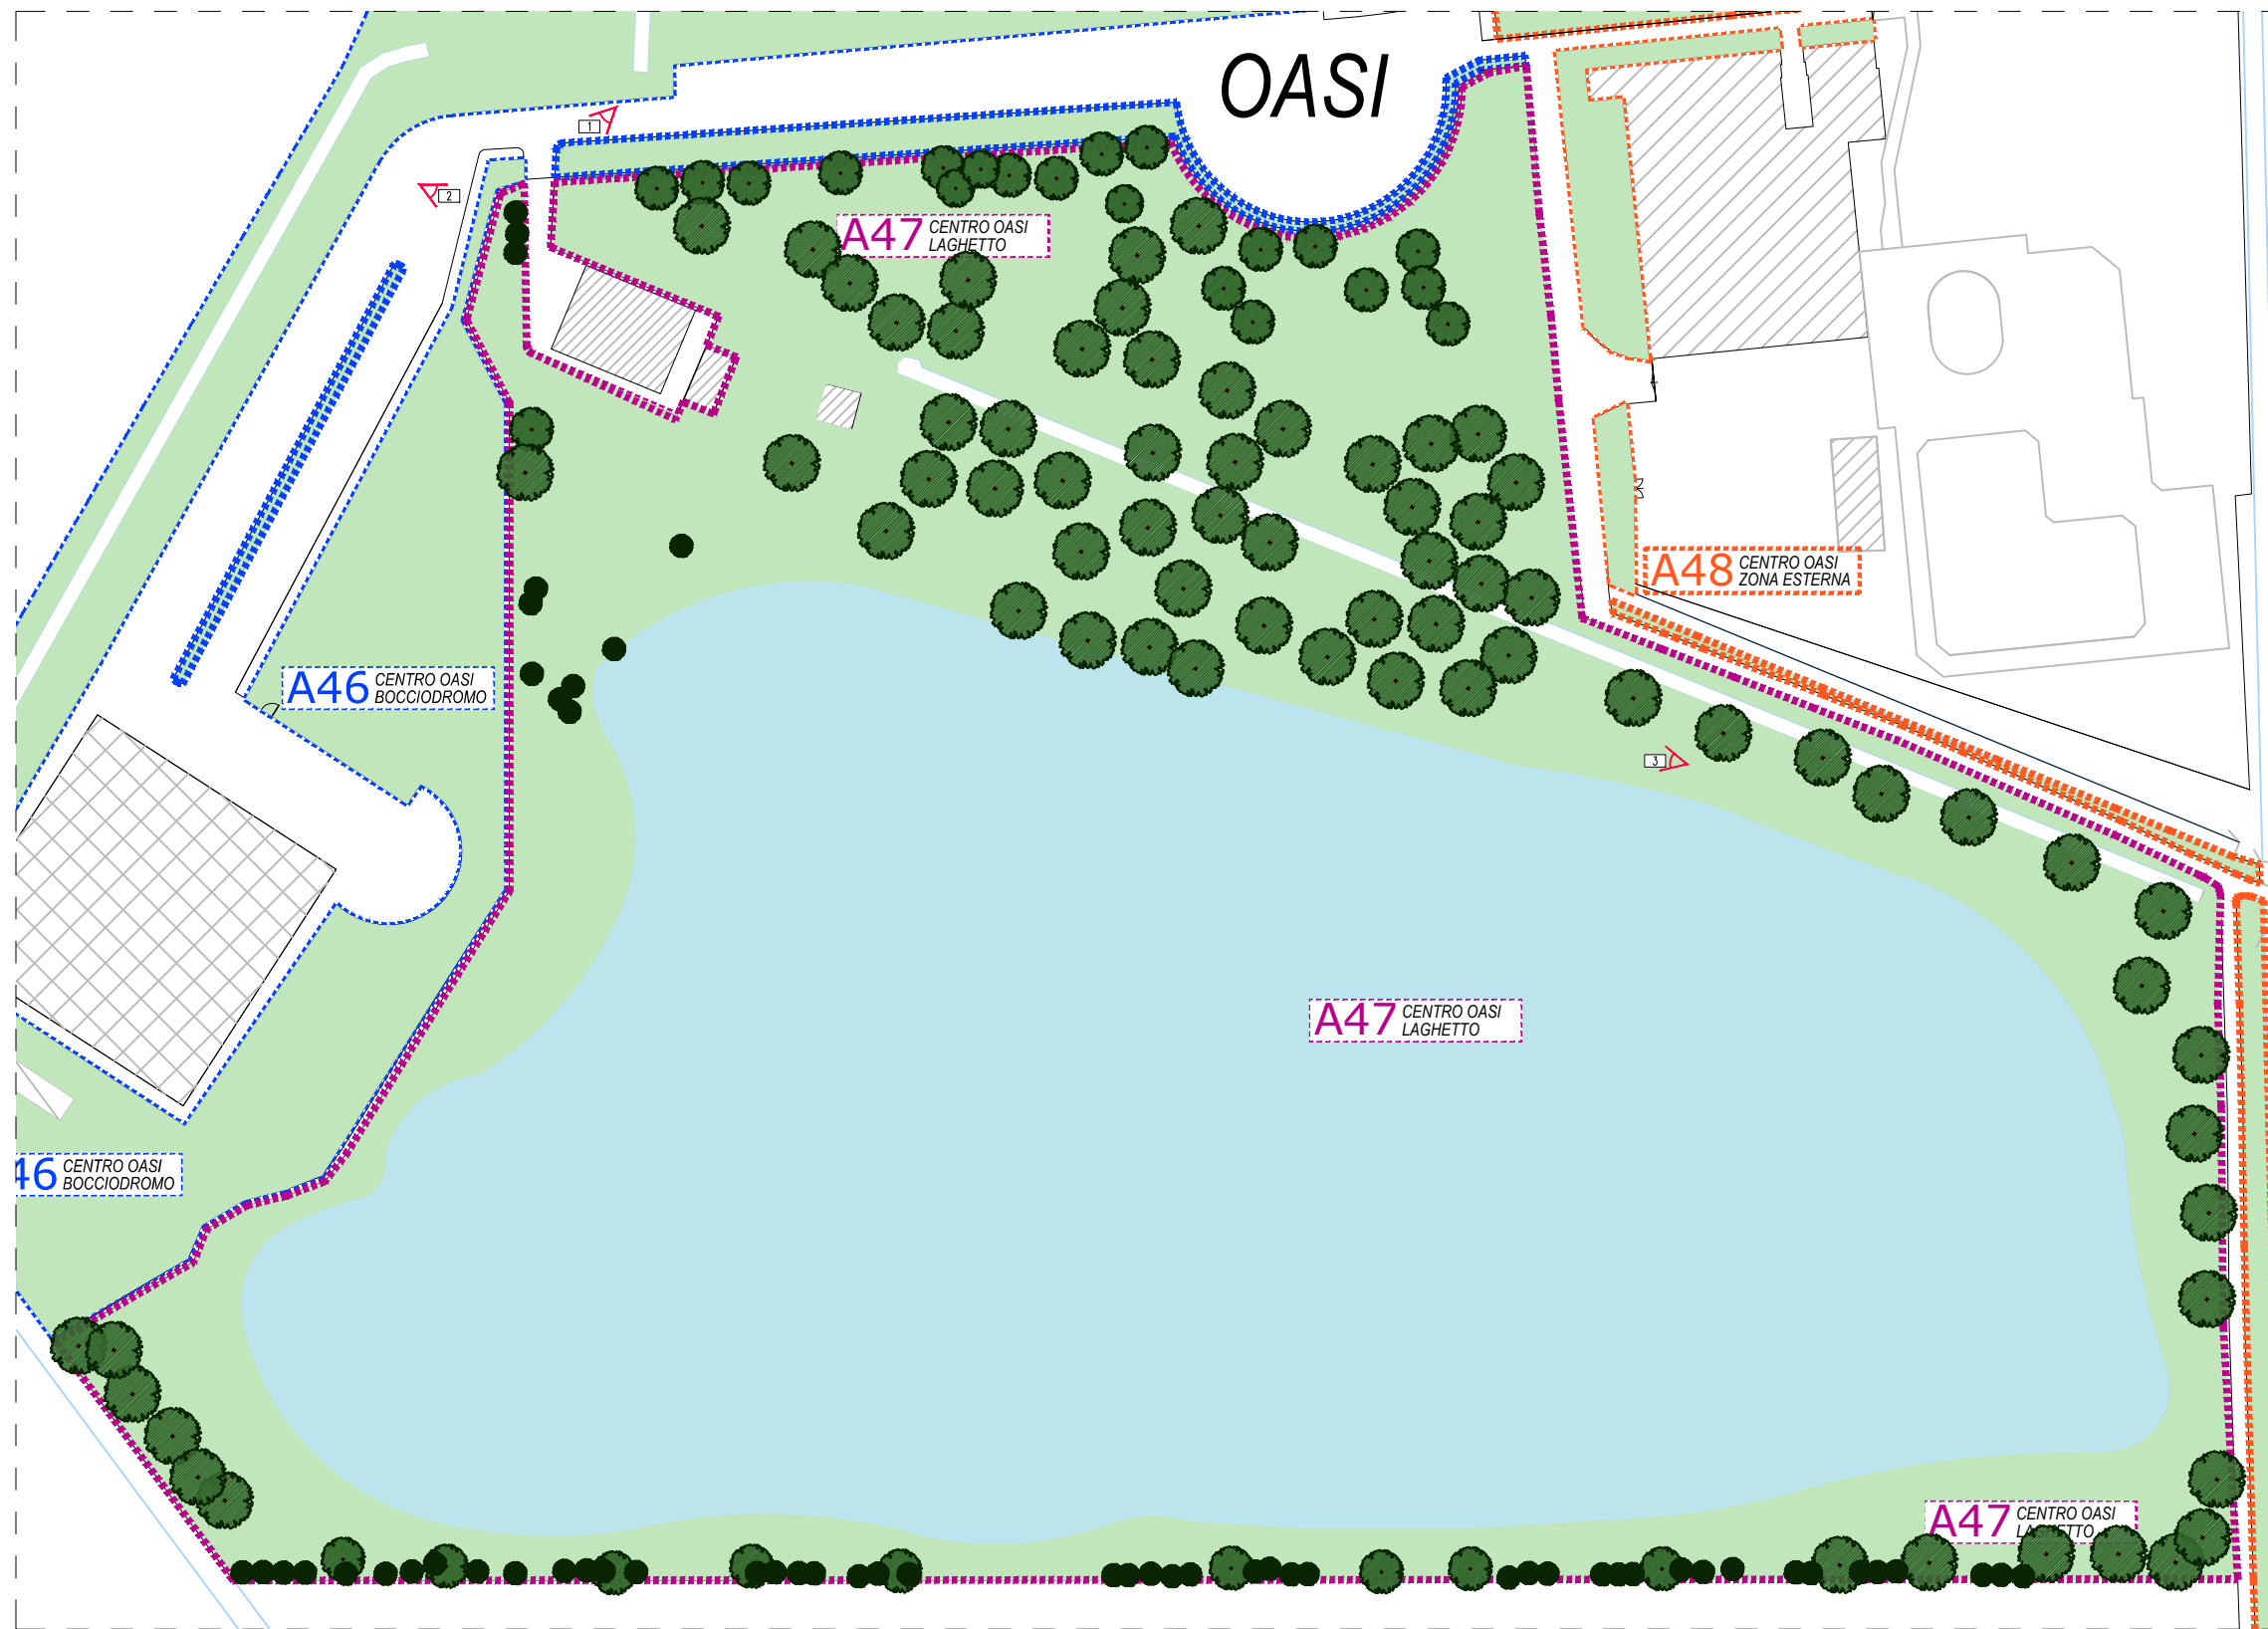 OASI
1
2
A47 CENTRO OASI
LAGHETTO
A48 CENTRO OASI
ZONA ESTERNA
A46 CENTRO OASI
BOCCIODROMO
3
A47 CENTRO OASI
LAGHETTO
46 CENTRO OASI
BOCCIODROMO
A47 CENTRO OASI
LAGHETTO